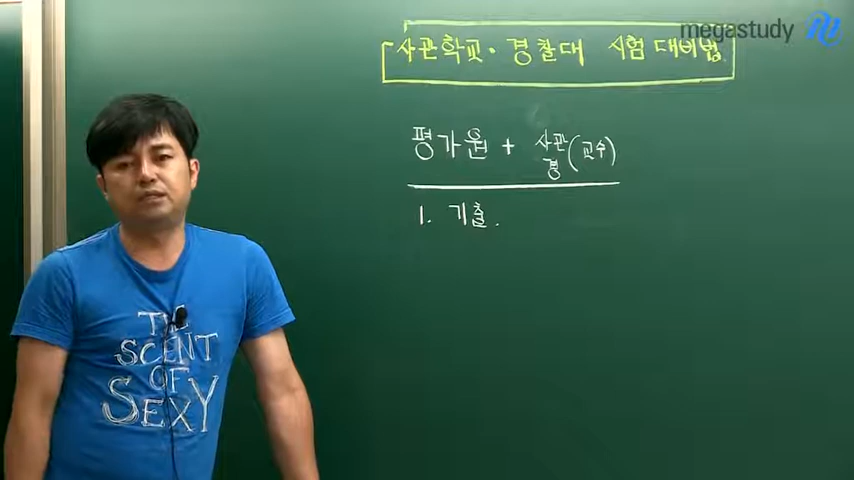 megastudy
사관학교·경찰대 시험 대비법
평가원 + 사관
경 (교수)
1. 기출.
THE
SCENT
OF
SEXY